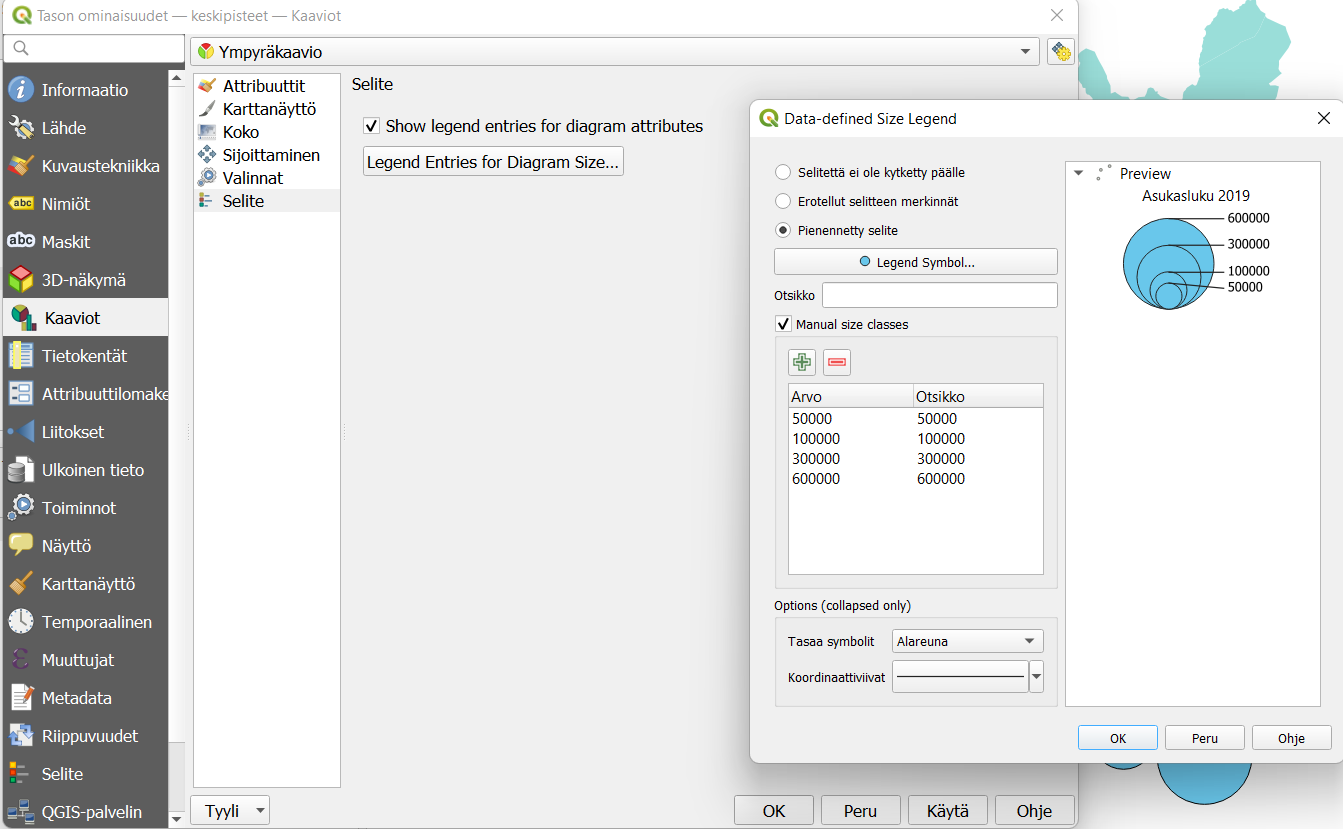 Tason ominaisuudet — keskipisteet — Kaaviot
Ympyräkaavio
Informaatio
Lähde
Kuvaustekniikka
abc Nimiöt
abc Maskit
3D-näkymä
Kaaviot
Tietokentät
Attribuuttilomake
Liitokset
Ulkoinen tieto
Toiminnot
Näyttö
Karttanäyttö
Temporaalinen
Muuttujat
Metadata
Riippuvuudet
Selite
QGIS-palvelin
Attribuuttit
Karttanäyttö
Koko
Sijoittaminen
Valinnat
Selite
Selite
Show legend entries for diagram attributes
Legend Entries for Diagram Size...
Tyyli
OK
Peru
Käytä
Ohje
Data-defined Size Legend
Selitettä ei ole kytketty päälle
Erotellut selitteen merkinnät
Pienennetty selite
Legend Symbol...
Otsikko
Manual size classes
Arvo Otsikko
50000 50000
100000 100000
300000 300000
600000 600000
Options (collapsed only)
Tasaa symbolit Alareuna
Koordinaattiviivat
Preview
Asukasluku 2019
600000
300000
100000
50000
OK
Peru
Ohje